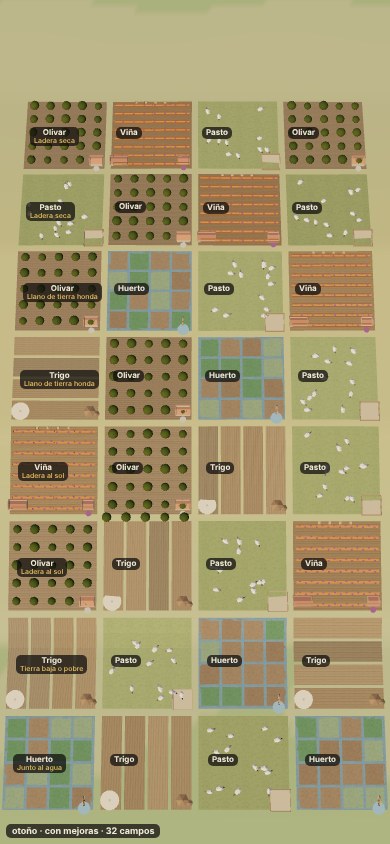 Olivar
Ladera seca
Viña
Pasto
Olivar
Pasto
Ladera seca
Olivar
Viña
Pasto
Olivar
Llano de tierra honda
Huerto
Pasto
Viña
Trigo
Llano de tierra honda
Olivar
Huerto
Pasto
Viña
Ladera al sol
Olivar
Trigo
Pasto
Olivar
Ladera al sol
Trigo
Pasto
Viña
Trigo
Tierra baja o pobre
Pasto
Huerto
Trigo
Huerto
Junto al agua
Trigo
Pasto
Huerto
otoño · con mejoras · 32 campos